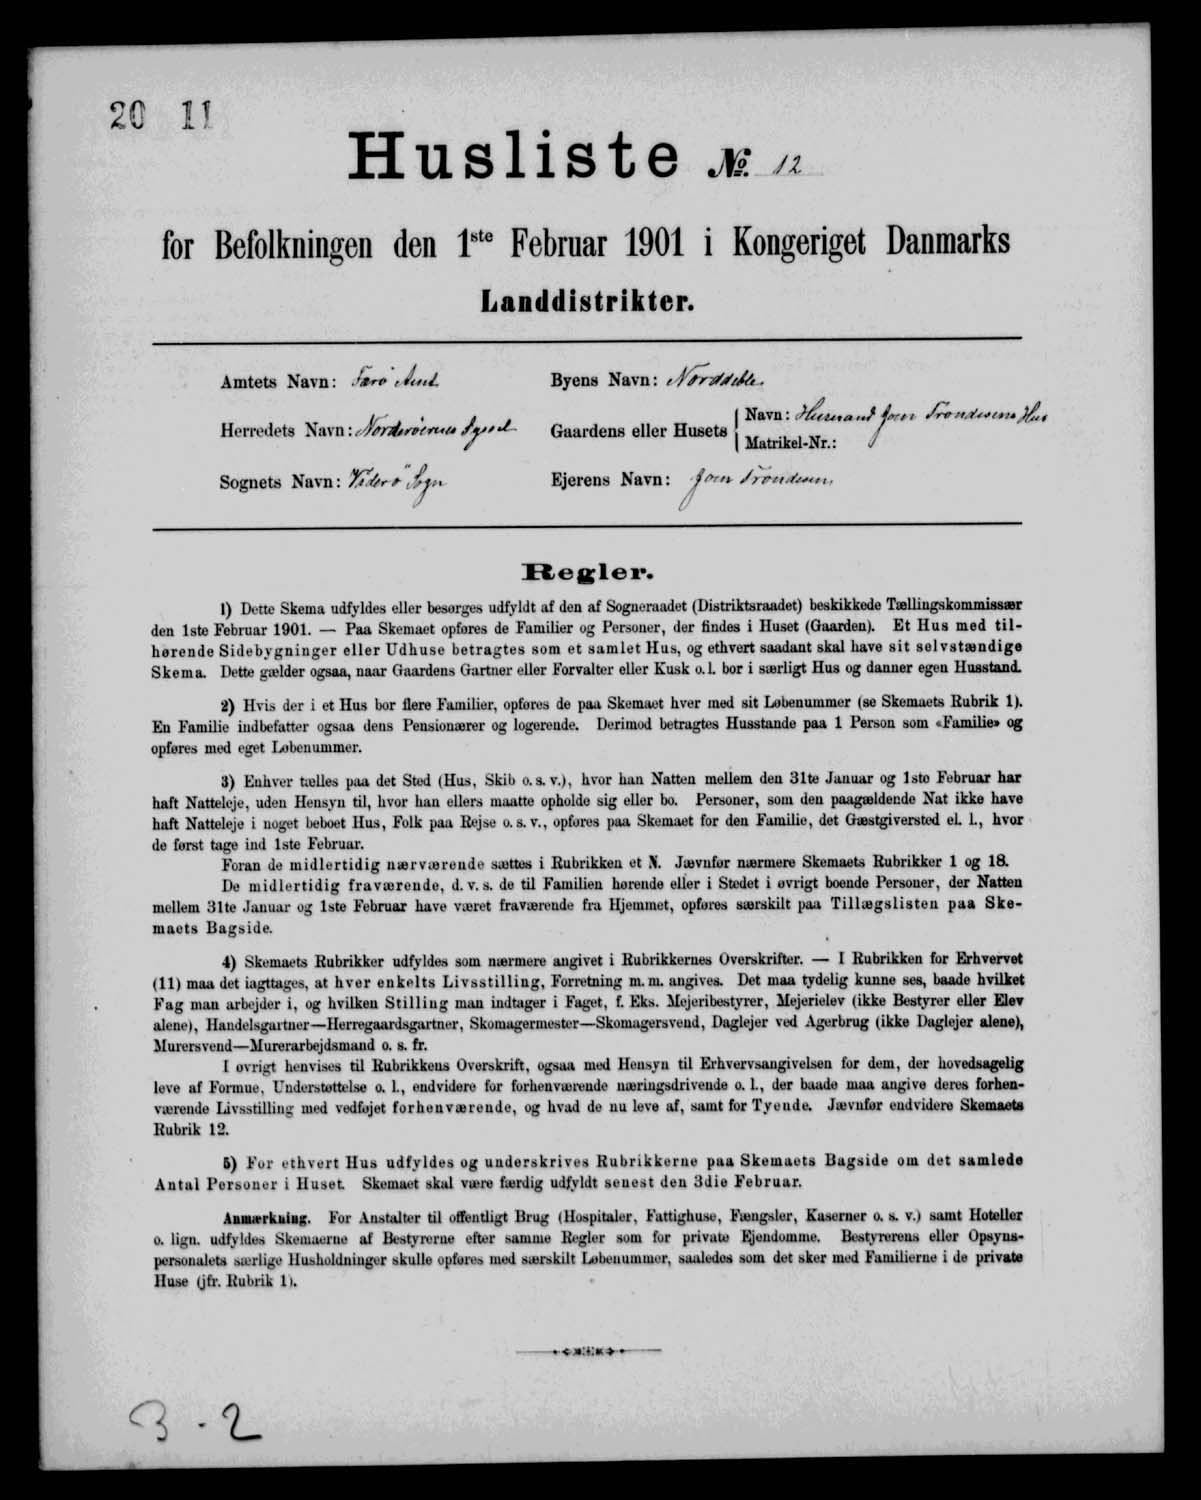 20 11
Husliste №. 12
for Befolkningen den 1ste Februar 1901 i Kongeriget Danmarks
Landdistrikter.
Amtets Navn: Færö Amt
Byens Navn: Norddeble.
Herredets Navn: Norderöernes Syssel
Gaardens eller Husets
Navn: Husmand Joen Trondesens Hus
Matrikel-Nr.:
Sognets Navn: Viderö Sogn
Ejerens Navn: Joen Trondesen,
Regler.
1) Dette Skema udfyldes eller besørges udfyldt af den af Sogneraadet (Distriktsraadet) beskikkede Tællingskommissær
den 1ste Februar 1901. — Paa Skemaet opføres de Familier og Personer, der findes i Huset (Gaarden). Et Hus med til-
hørende Sidebygninger eller Udhuse betragtes som et samlet Hus, og ethvert saadant skal have sit selvstændige
Skema. Dette gælder ogsaa, naar Gaardens Gartner eller Forvalter eller Kusk o. l. bor i særligt Hus og danner egen Husstand.
2) Hvis der i et Hus bor flere Familier, opføres de paa Skemaet hver med sit Løbenummer (se Skemaets Rubrik 1).
En Familie indbefatter ogsaa dens Pensionærer og logerende. Derimod betragtes Husstande paa 1 Person som «Familie» og
opføres med eget Løbenummer.
3) Enhver tælles paa det Sted (Hus, Skib o. s. v.), hvor han Natten mellem den 31te Januar og 1ste Februar har
haft Natteleje, uden Hensyn til, hvor han ellers maatte opholde sig eller bo. Personer, som den paagældende Nat ikke have
haft Natteleje i noget beboet Hus, Folk paa Rejse o. s. v., opføres paa Skemaet for den Familie, det Gæstgiversted el. l., hvor
de først tage ind 1ste Februar.
Foran de midlertidig nærværende sættes i Rubrikken et N. Jævnfør nærmere Skemaets Rubrikker 1 og 18.
De midlertidig fraværende, d. v. s. de til Familien hørende eller i Stedet i øvrigt boende Personer, der Natten
mellem 31te Januar og 1ste Februar have været fraværende fra Hjemmet, opføres særskilt paa Tillægslisten paa Ske-
maets Bagside.
4) Skemaets Rubrikker udfyldes som nærmere angivet i Rubrikkernes Overskrifter. — I Rubrikken for Erhvervet
(11) maa det iagttages, at hver enkelts Livsstilling, Forretning m. m. angives. Det maa tydelig kunne ses, baade hvilket
Fag man arbejder i, og hvilken Stilling man indtager i Faget, f. Eks. Mejeribestyrer, Mejerielev (ikke Bestyrer eller Elev
alene), Handelsgartner—Herregaardsgartner, Skomagermester—Skomagersvend, Daglejer ved Agerbrug (ikke Daglejer alene),
Murersvend—Murerarbejdsmand o. s. fr.
I øvrigt henvises til Rubrikkens Overskrift, ogsaa med Hensyn til Erhvervsangivelsen for dem, der hovedsagelig
leve af Formue, Understøttelse o. l., endvidere for forhenværende næringsdrivende o. l., der baade maa angive deres forhen-
værende Livsstilling med vedføjet forhenværende, og hvad de nu leve af, samt for Tyende. Jævnfør endvidere Skemaets
Rubrik 12.
5) For ethvert Hus udfyldes og underskrives Rubrikkerne paa Skemaets Bagside om det samlede
Antal Personer i Huset. Skemaet skal være færdig udfyldt senest den 3die Februar.
Anmærkning. For Anstalter til offentligt Brug (Hospitaler, Fattighuse, Fængsler, Kaserner o. s. v.) samt Hoteller
o. lign. udfyldes Skemaerne af Bestyrerne efter samme Regler som for private Ejendomme. Bestyrerens eller Opsyns-
personalets særlige Husholdninger skulle opføres med særskilt Løbenummer, saaledes som det sker med Familierne i de private
Huse (jfr. Rubrik 1).
3-2